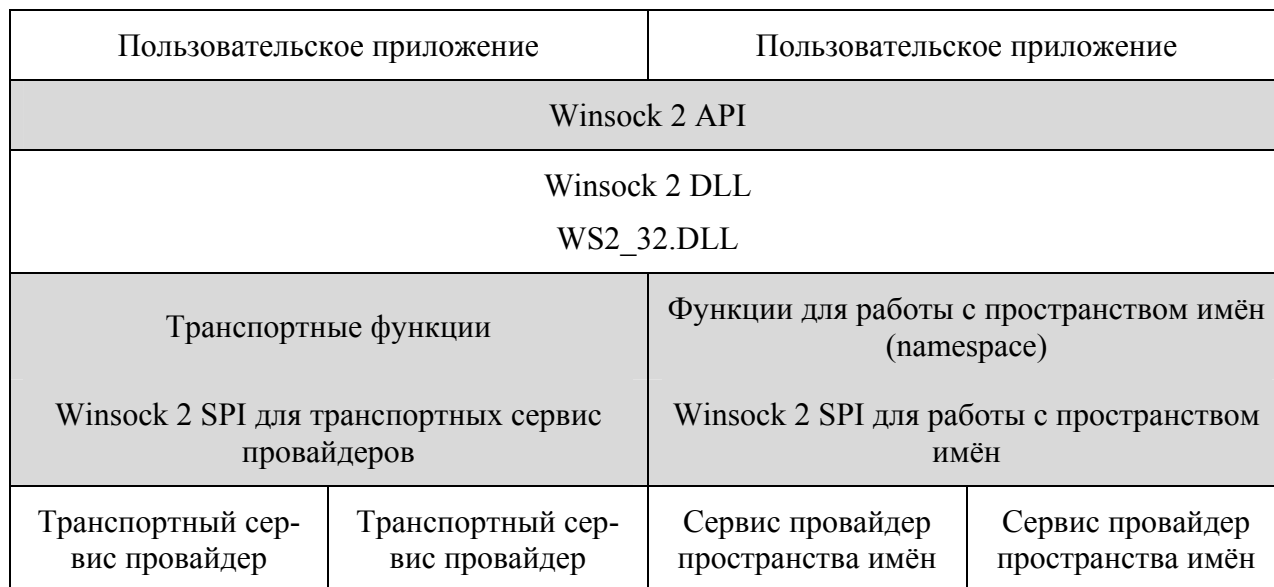 Пользовательское приложение
Пользовательское приложение
Winsock 2 API
Winsock 2 DLL
WS2_32.DLL
Транспортные функции
Функции для работы с пространством имён
(namespace)
Winsock 2 SPI для транспортных сервис
провайдеров
Winsock 2 SPI для работы с пространством
имён
Транспортный сер-
вис провайдер
Транспортный сер-
вис провайдер
Сервис провайдер
пространства имён
Сервис провайдер
пространства имён